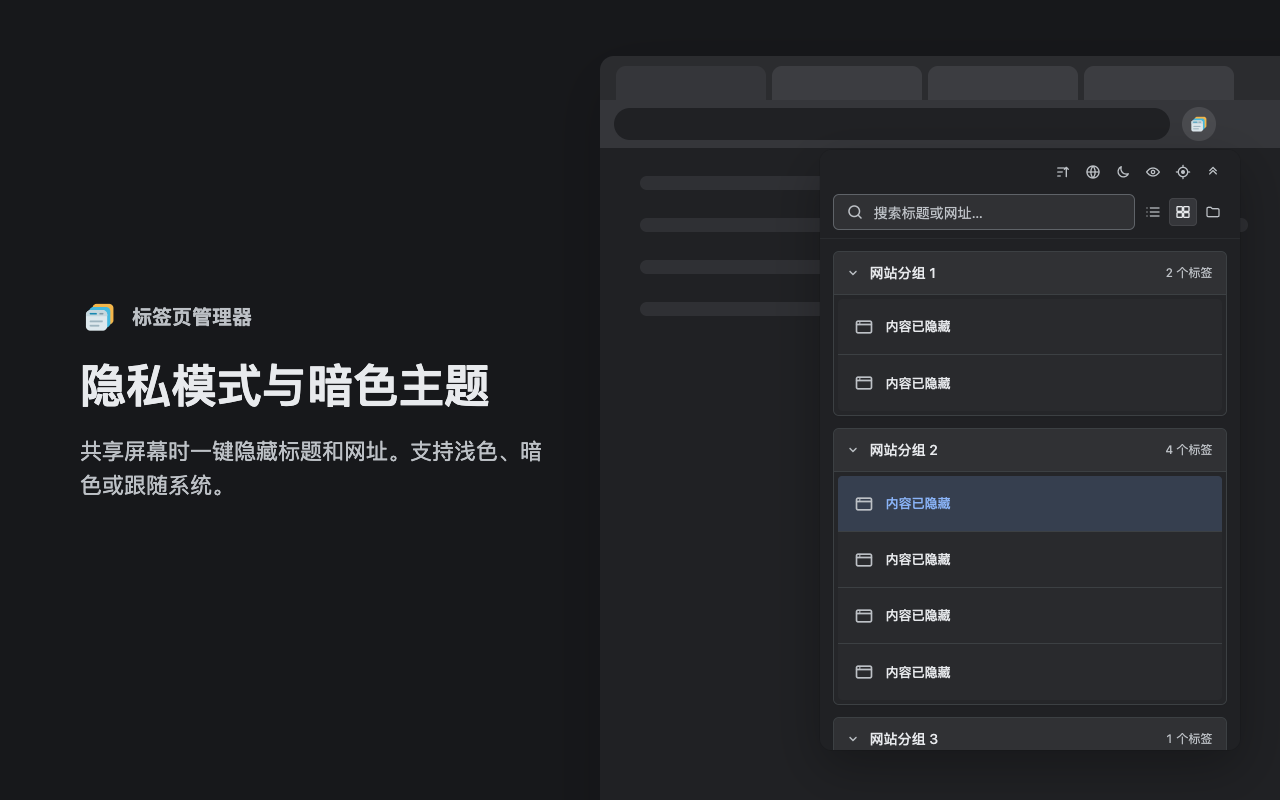 标签页管理器
隐私模式与暗色主题
共享屏幕时一键隐藏标题和网址。支持浅色、暗
色或跟随系统。
搜索标题或网址...
网站分组 1
2 个标签
内容已隐藏
内容已隐藏
网站分组 2
4 个标签
内容已隐藏
内容已隐藏
内容已隐藏
内容已隐藏
网站分组 3
1 个标签